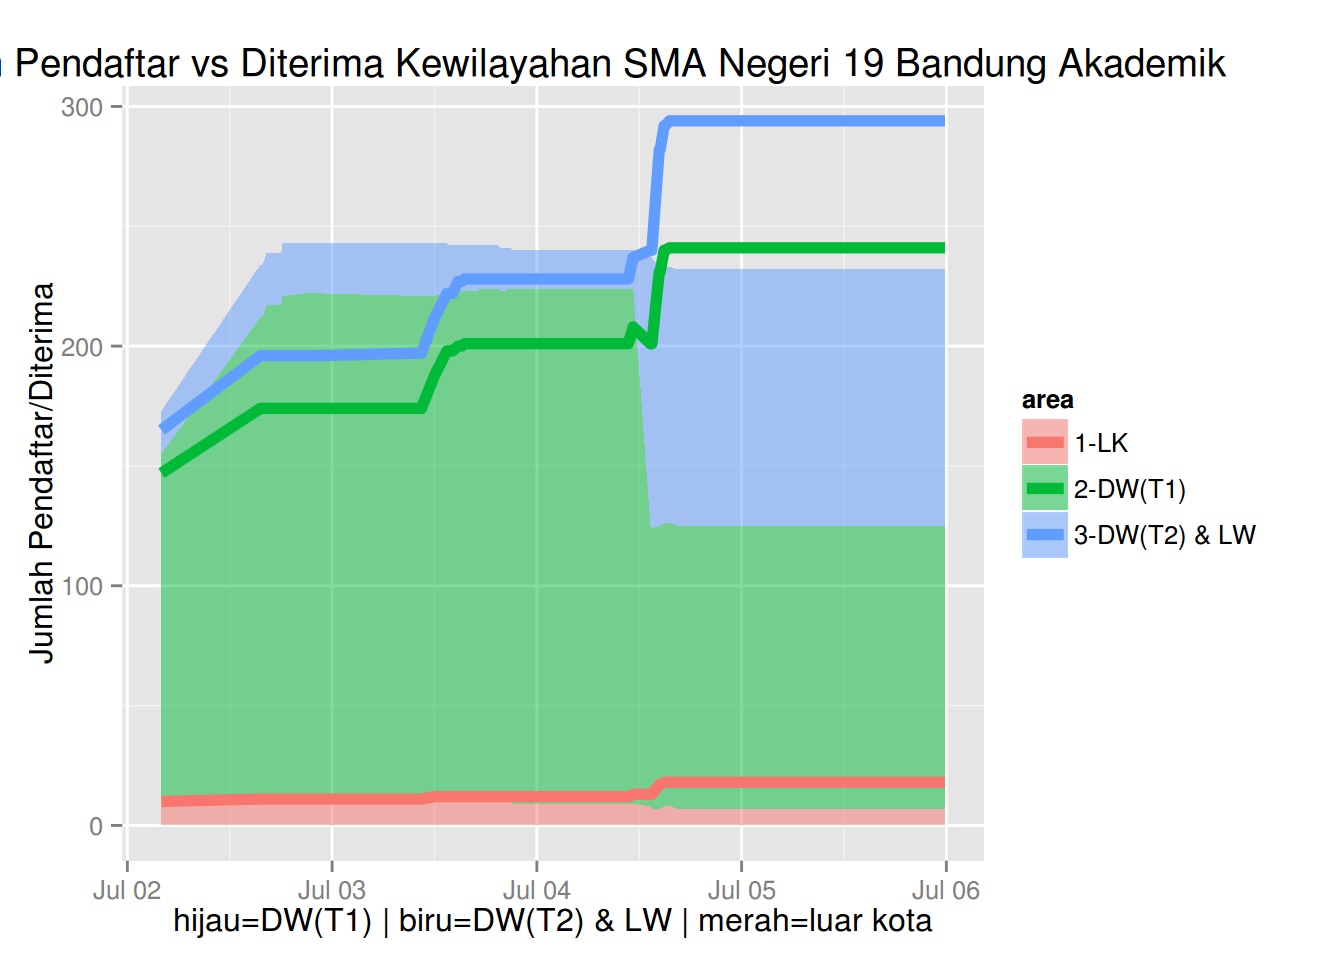 Pendaftar vs Diterima Kewilayahan SMA Negeri 19 Bandung Akademik
Jumlah Pendaftar/Diterima
300
200
100
0
Jul 02
Jul 03
Jul 04
Jul 05
Jul 06
hijau=DW(T1) | biru=DW(T2) & LW | merah=luar kota
area
1-LK
2-DW(T1)
3-DW(T2) & LW